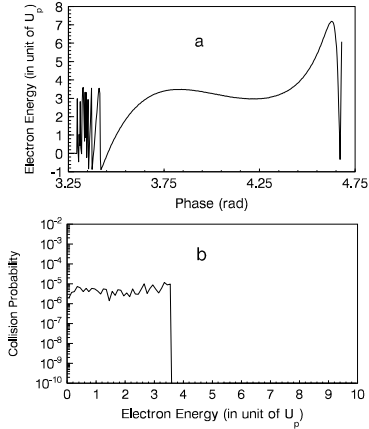 Electron Energy (in unit of U_p)
8
7
6
5
4
3
2
1
0
-1
a
3.25 3.75 4.25 4.75
Phase (rad)
Collision Probability
10^-2
10^-3
10^-4
10^-5
10^-6
10^-7
10^-8
10^-9
10^-10
b
0 1 2 3 4 5 6 7 8 9 10
Electron Energy (in unit of U_p)